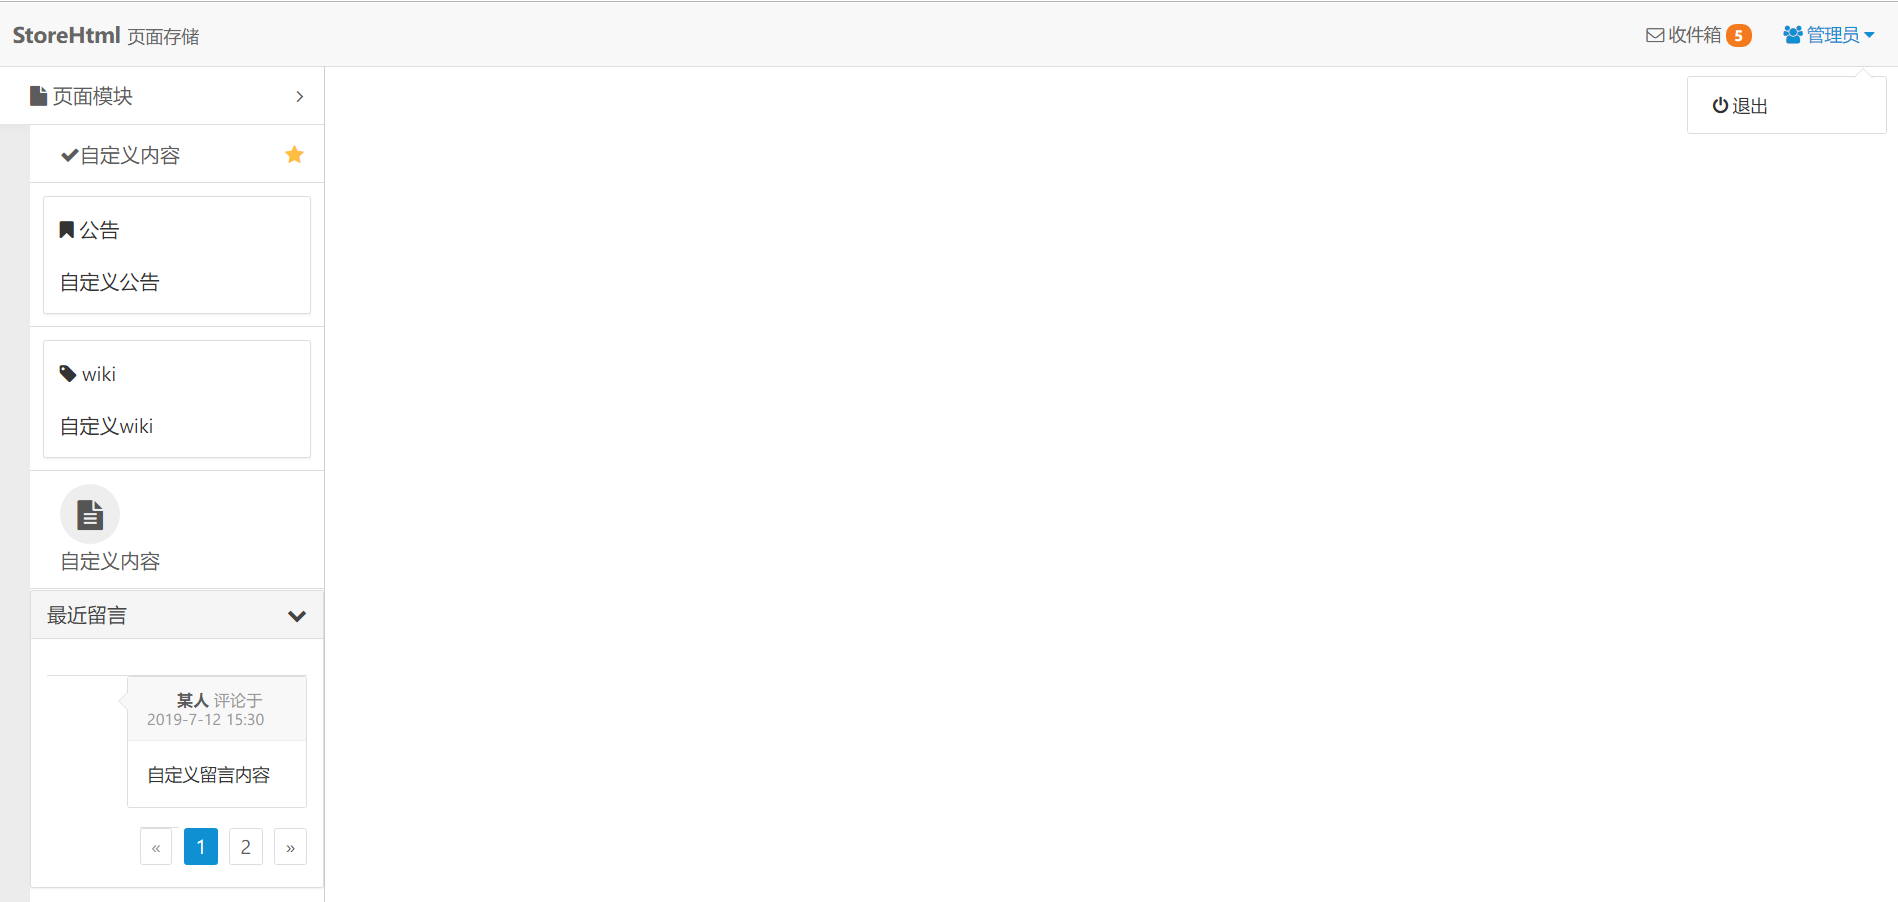 StoreHtml 页面存储
收件箱 5 管理员
退出
页面模块
自定义内容
公告
自定义公告
wiki
自定义wiki
自定义内容
最近留言
某人 评论于
2019-7-12 15:30
自定义留言内容
« 1 2 »